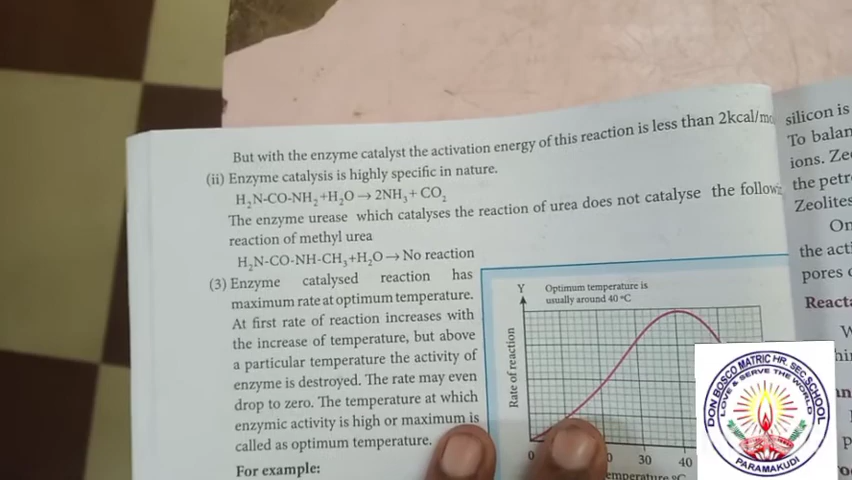 But with the enzyme catalyst the activation energy of this reaction is less than 2kcal/mo
(ii) Enzyme catalysis is highly specific in nature.
H₂N-CO-NH₂+H₂O → 2NH₃ + CO₂
The enzyme urease which catalyses the reaction of urea does not catalyse the followi
reaction of methyl urea
H₂N-CO-NH-CH₃+H₂O → No reaction
(3) Enzyme catalysed reaction has
maximum rate at optimum temperature.
At first rate of reaction increases with
the increase of temperature, but above
a particular temperature the activity of
enzyme is destroyed. The rate may even
drop to zero. The temperature at which
enzymic activity is high or maximum is
called as optimum temperature.
For example:
Y
Optimum temperature is
usually around 40 °C
Rate of reaction
0 30 40
emperature °C
silicon is
To balan
ions. Ze
the petr
Zeolites
On
the acti
pores
Reacta
W
DON BOSCO MATRIC HR. SEC SCHOOL
LOVE & SERVE THE WORLD
PARAMAKUDI